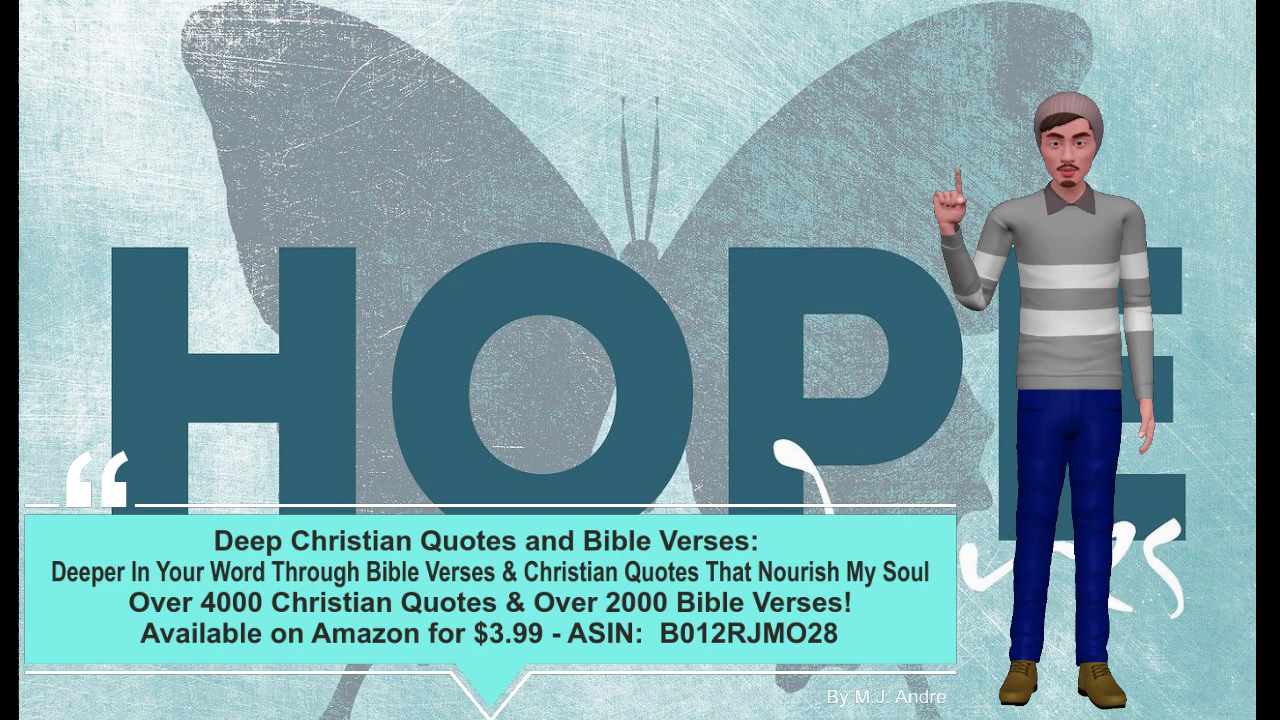 HOPE
“
Deep Christian Quotes and Bible Verses:
Deeper In Your Word Through Bible Verses & Christian Quotes That Nourish My Soul
Over 4000 Christian Quotes & Over 2000 Bible Verses!
Available on Amazon for $3.99 - ASIN: B012RJMO28
By M.J. Andre